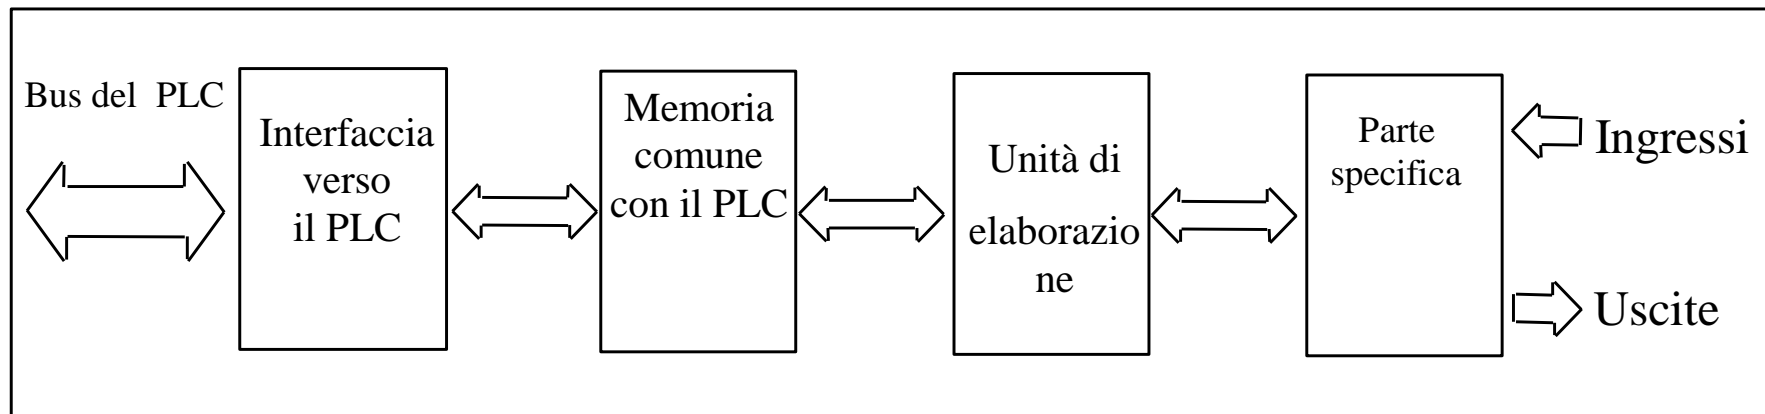 Bus del PLC
Interfaccia
verso
il PLC
Memoria
comune
con il PLC
Unità di
elaborazio
ne
Parte
specifica
Ingressi
Uscite